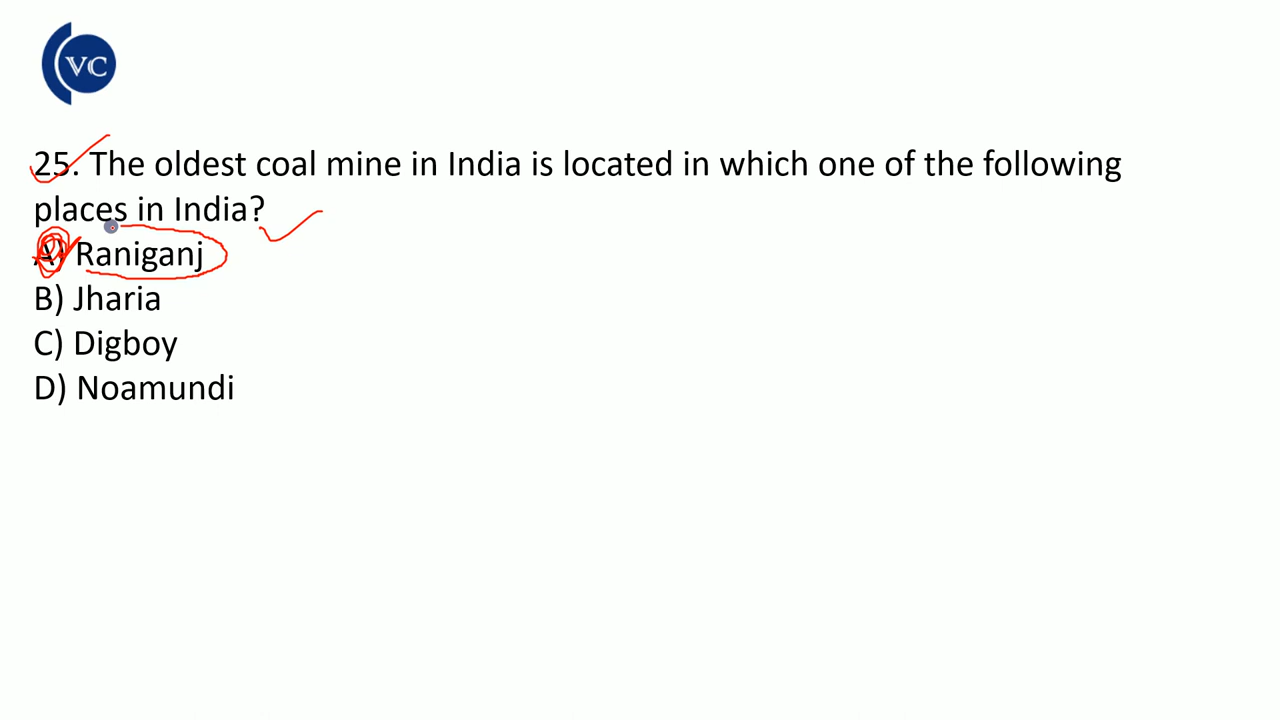 VC
25. The oldest coal mine in India is located in which one of the following
places in India?
A) Raniganj
B) Jharia
C) Digboy
D) Noamundi